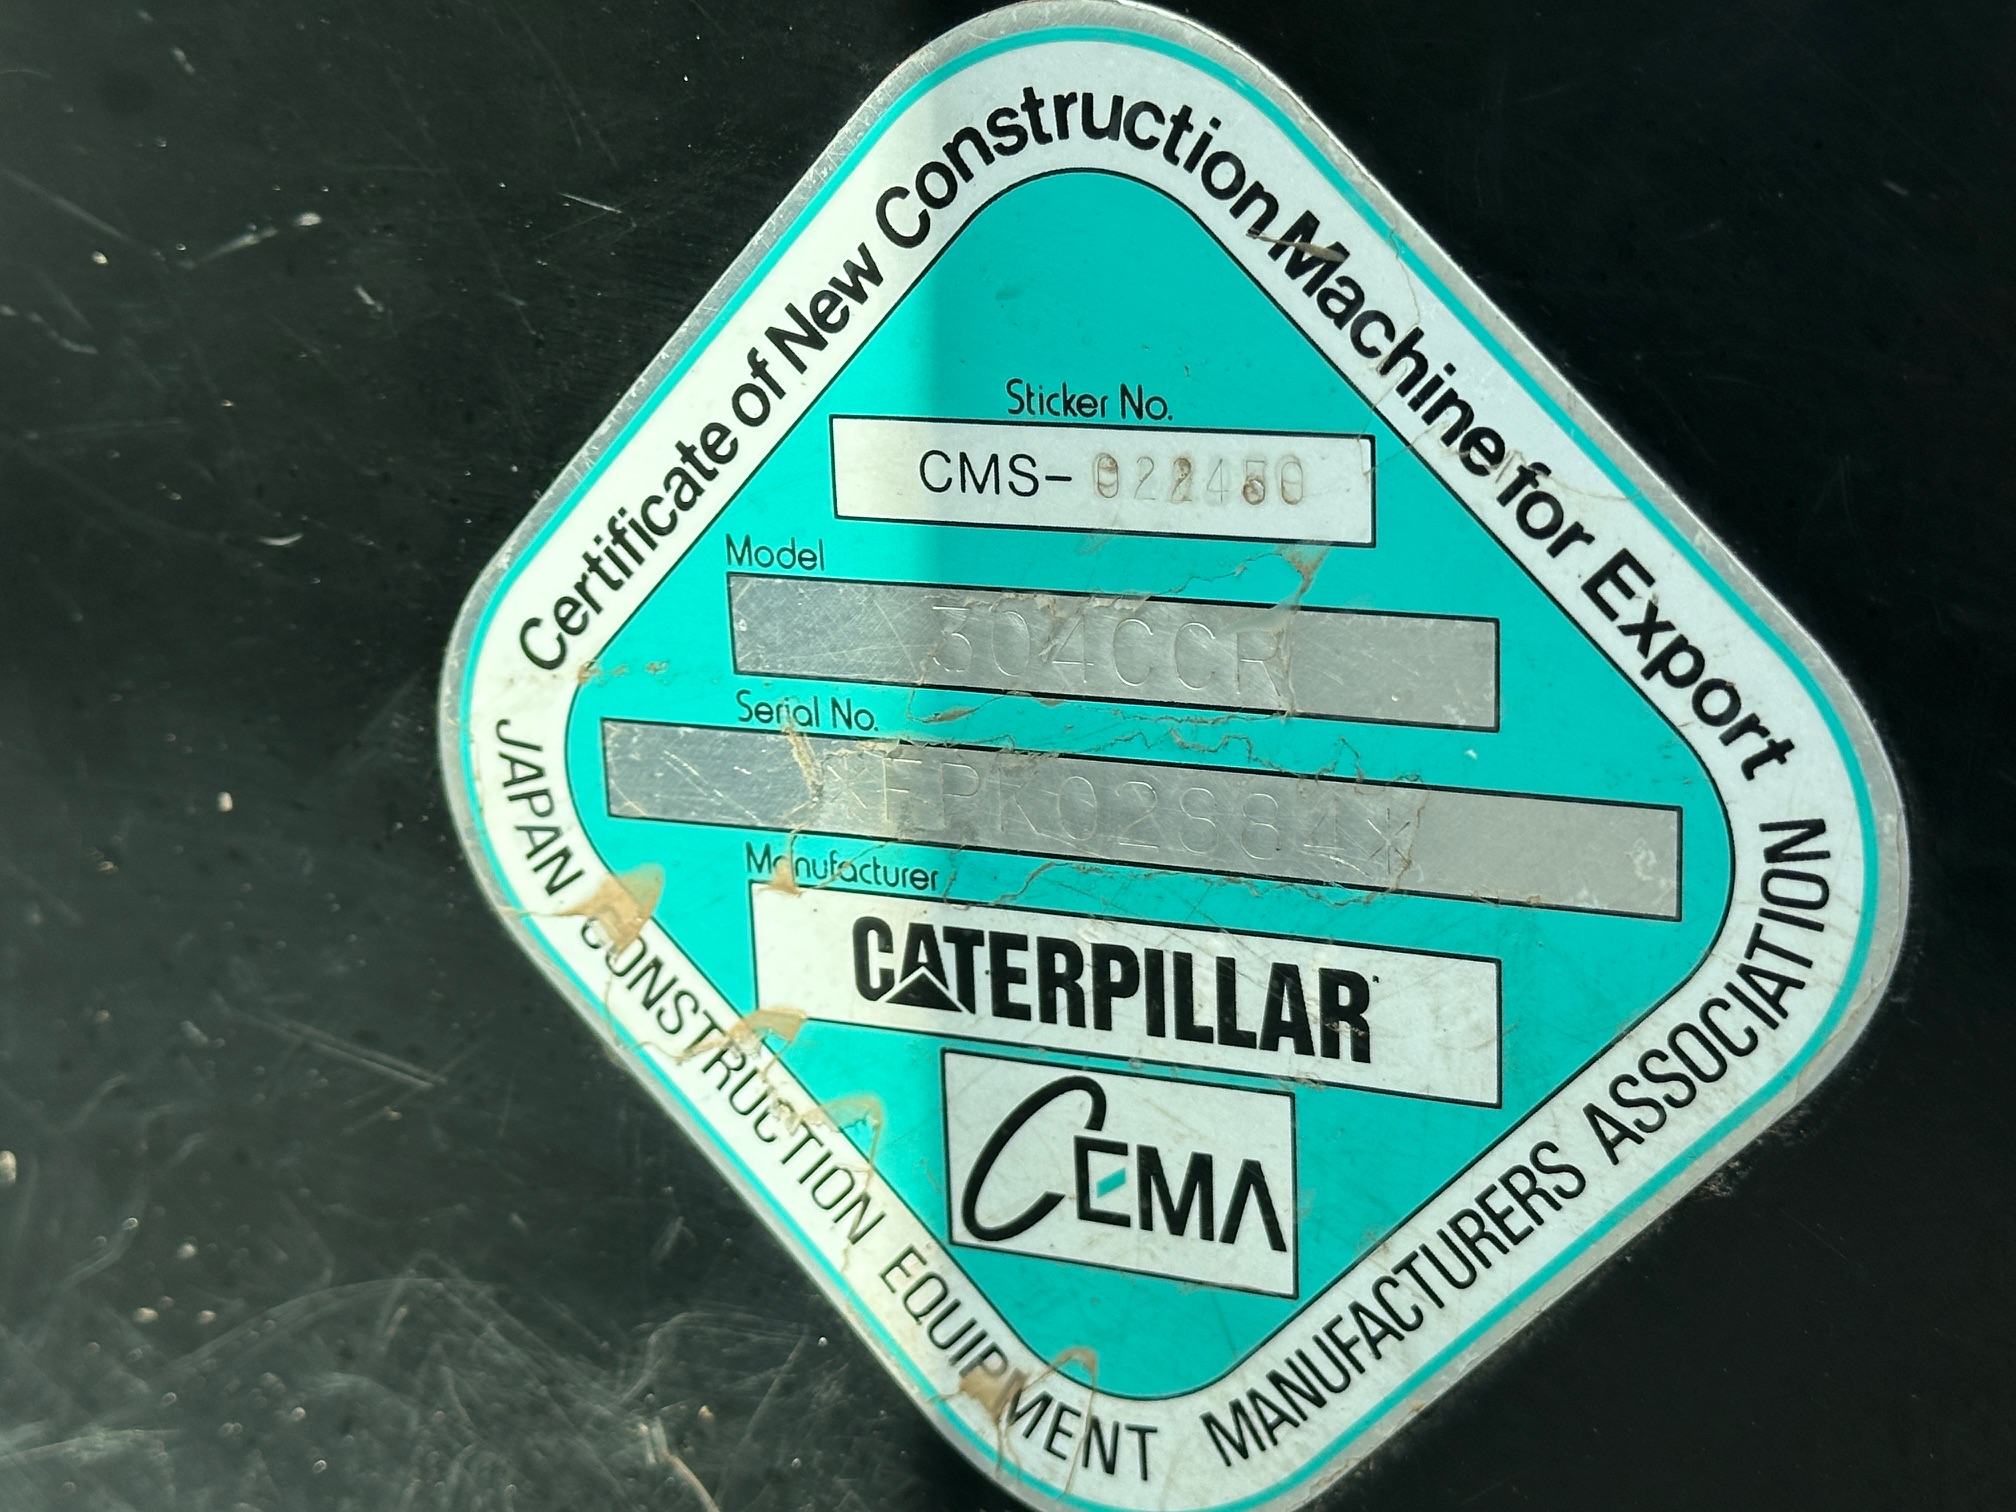 Certificate of New Construction Machine for Export
Sticker No.
CMS-022450
Model
304CCR
Serial No.
*FPK02884*
Manufacturer
CATERPILLAR
CEMA
JAPAN CONSTRUCTION EQUIPMENT MANUFACTURERS ASSOCIATION